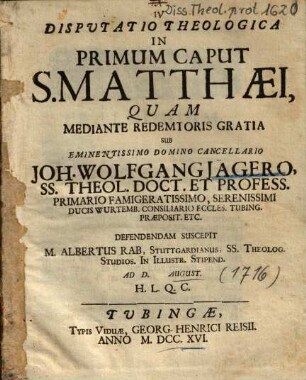 Diss. Theol. prot 1620
IV
DISPUTATIO THEOLOGICA
IN
PRIMUM CAPUT
S. MATTHÆI,
QUAM
MEDIANTE REDEMTORIS GRATIA
SUB
EMINENTISSIMO DOMINO CANCELLARIO
JOH. WOLFGANG JÆGERO,
SS. THEOL. DOCT. ET PROFESS.
PRIMARIO FAMIGERATISSIMO, SERENISSIMI
DUCIS WURTEMB. CONSILIARIO ECCLES. TUBING.
PRÆPOSIT. ETC.
DEFENDENDAM SUSCEPIT
M. ALBERTUS RAB, STUTTGARDIANUS. SS. THEOLOG.
STUDIOS. IN ILLUSTR. STIPEND.
AD D. AUGUST. (1716)
H. L. Q. C.
TUBINGÆ,
TYPIS VIDUÆ, GEORG. HENRICI REISII.
ANNO M. DCC. XVI.